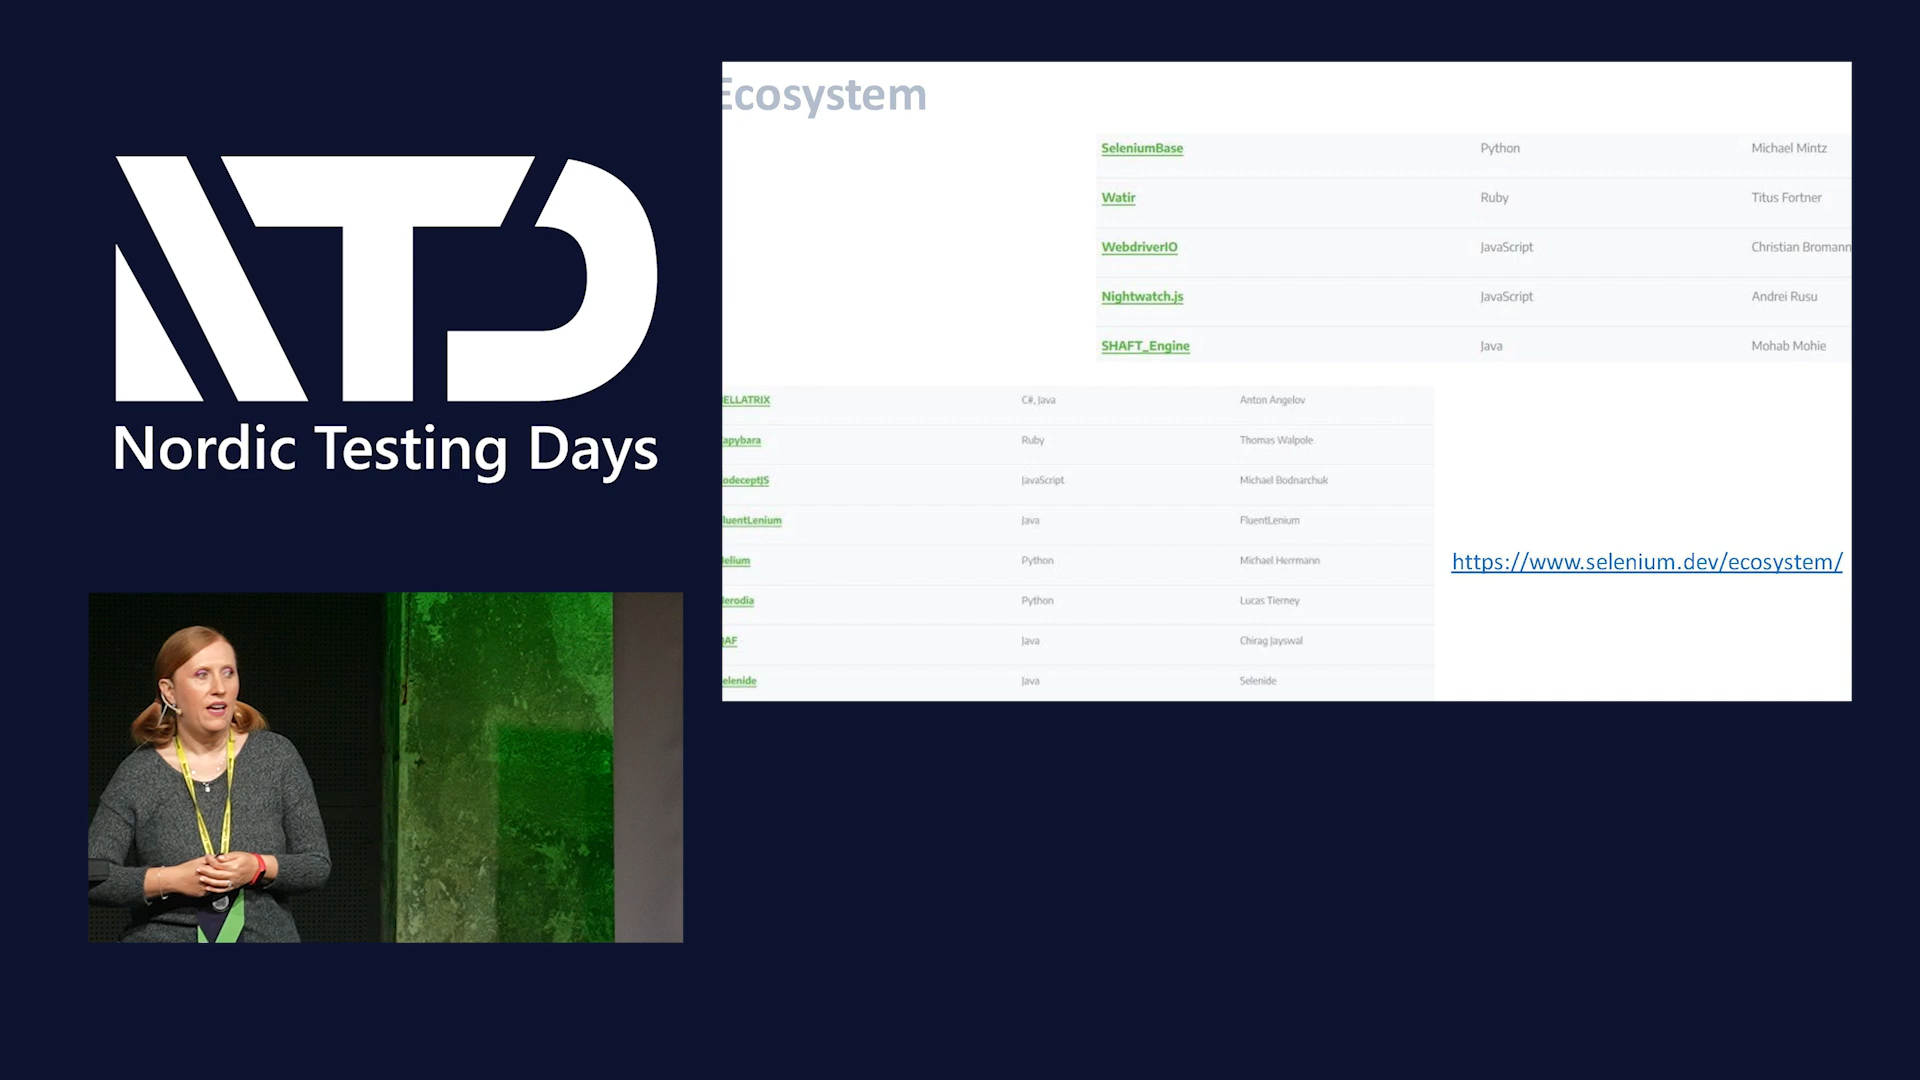 Nordic Testing Days
Ecosystem
SeleniumBase Python Michael Mintz
Watir Ruby Titus Fortner
WebdriverIO JavaScript Christian Bromann
Nightwatch.js JavaScript Andrei Rusu
SHAFT_Engine Java Mohab Mohie
ELLATRIX C#, Java Anton Angelov
apybara Ruby Thomas Walpole
odeceptJS JavaScript Michael Bodnarchuk
luentLenium Java FluentLenium
elium Python Michael Herrmann
erodia Python Lucas Tierney
AF Java Chirag Jayswal
elenide Java Selenide
https://www.selenium.dev/ecosystem/